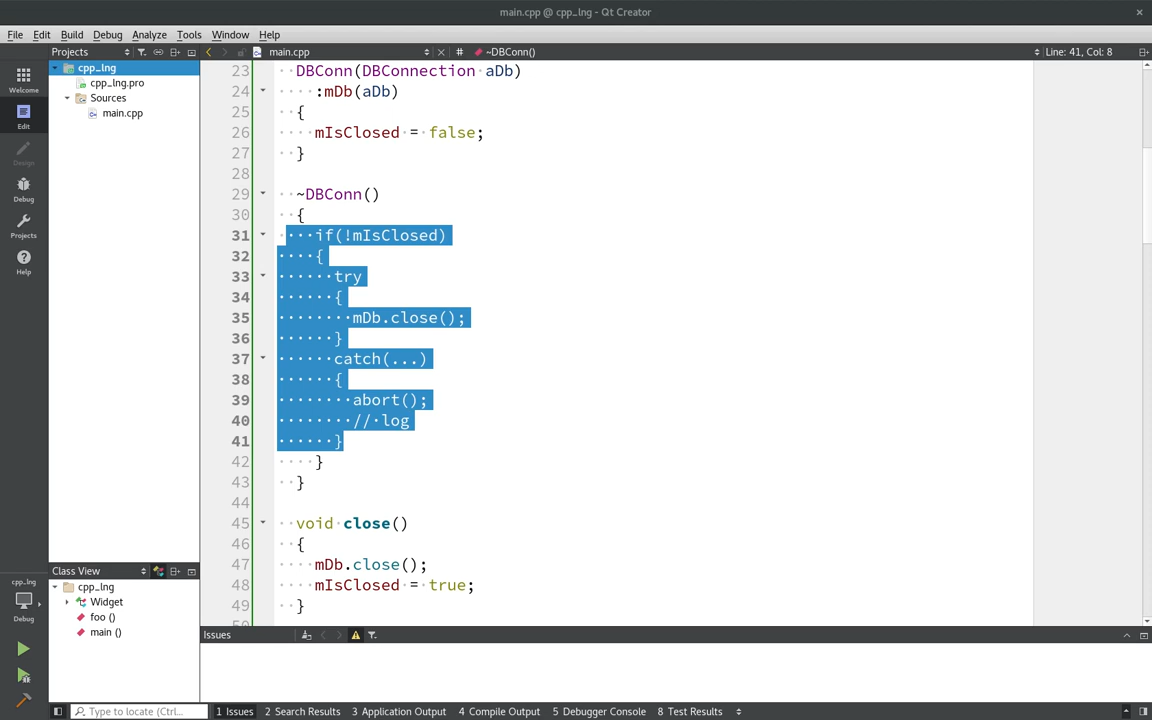 main.cpp @ cpp_lng - Qt Creator
File Edit Build Debug Analyze Tools Window Help
Projects main.cpp # ~DBConn() Line: 41, Col: 8
cpp_lng
cpp_lng.pro
Sources
main.cpp
Welcome
Edit
Design
Debug
Projects
Help
23 DBConn(DBConnection aDb)
24 :mDb(aDb)
25 {
26 mIsClosed = false;
27 }
28
29 ~DBConn()
30 {
31 if(!mIsClosed)
32 {
33 try
34 {
35 mDb.close();
36 }
37 catch(...)
38 {
39 abort();
40 // log
41 }
42 }
43 }
44
45 void close()
46 {
47 mDb.close();
48 mIsClosed = true;
49 }
50
Class View
cpp_lng
Widget
foo ()
main ()
cpp_lng
Debug
Issues
Type to locate (Ctrl... 1 Issues 2 Search Results 3 Application Output 4 Compile Output 5 Debugger Console 8 Test Results